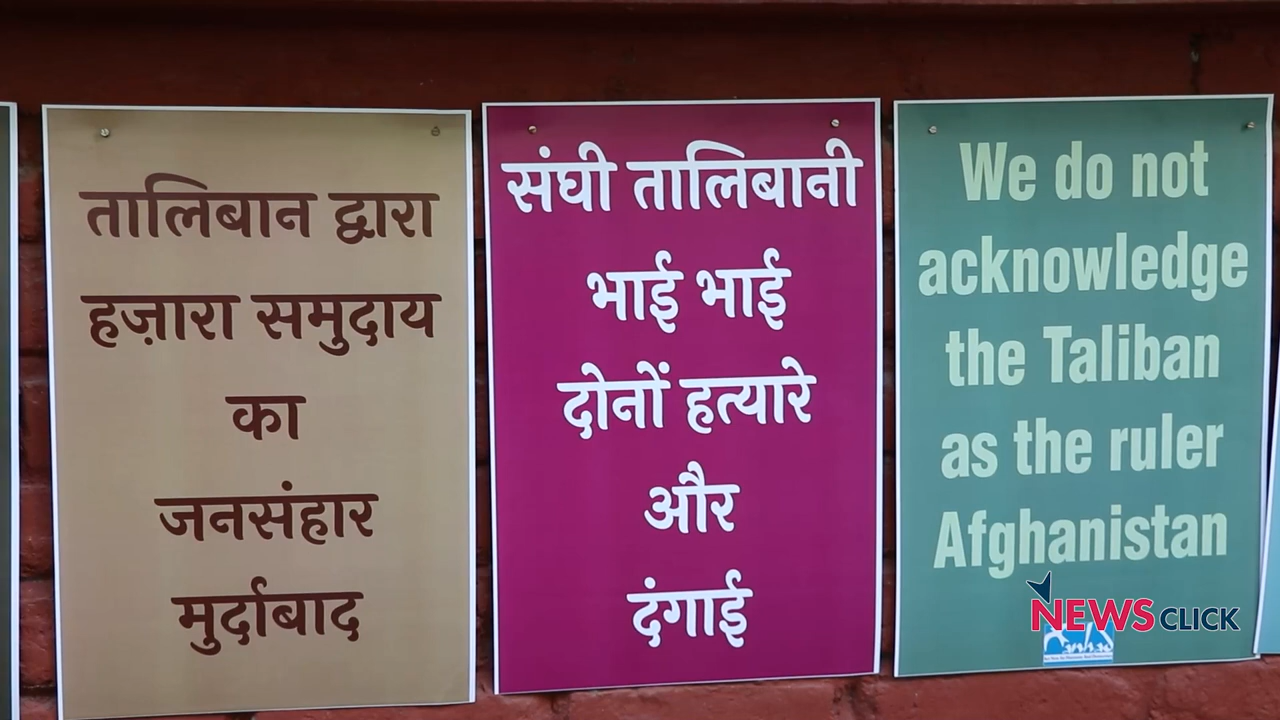 तालिबान द्वारा
हज़ारा समुदाय
का
जनसंहार
मुर्दाबाद
संघी तालिबानी
भाई भाई
दोनों हत्यारे
और
दंगाई
We do not
acknowledge
the Taliban
as the ruler
Afghanistan
NEWSCLICK